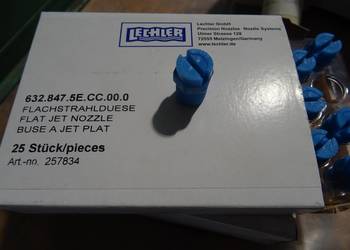 LECHLER
Lechler GmbH
Precision Nozzles · Nozzle Systems
Ulmer Strasse 128
72555 Metzingen/Germany
www.lechler.de
632.847.5E.CC.00.0
FLACHSTRAHLDUESE
FLAT JET NOZZLE
BUSE A JET PLAT
25 Stück/pieces
Art.-no. 257834